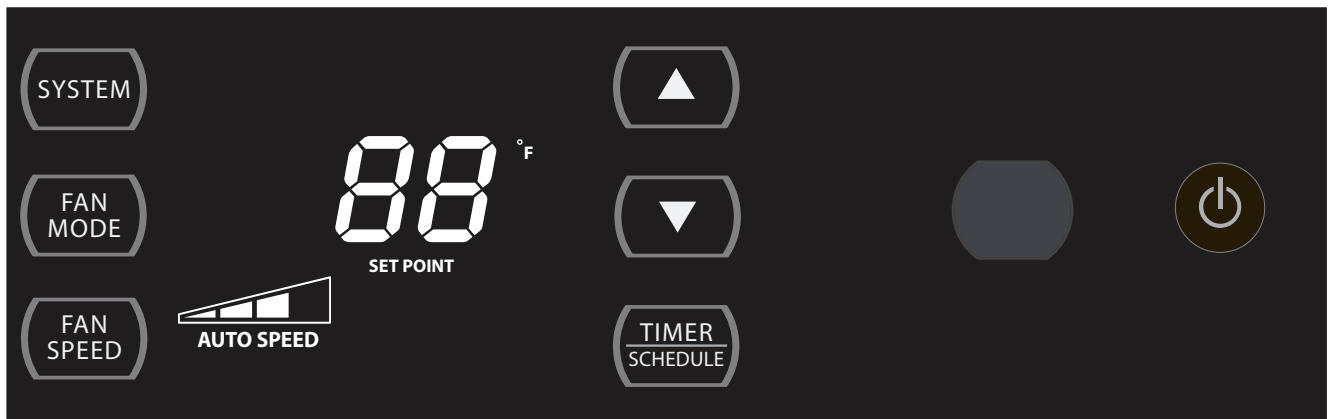 SYSTEM
FAN
MODE
FAN
SPEED
88 °F
SET POINT
AUTO SPEED
TIMER
SCHEDULE